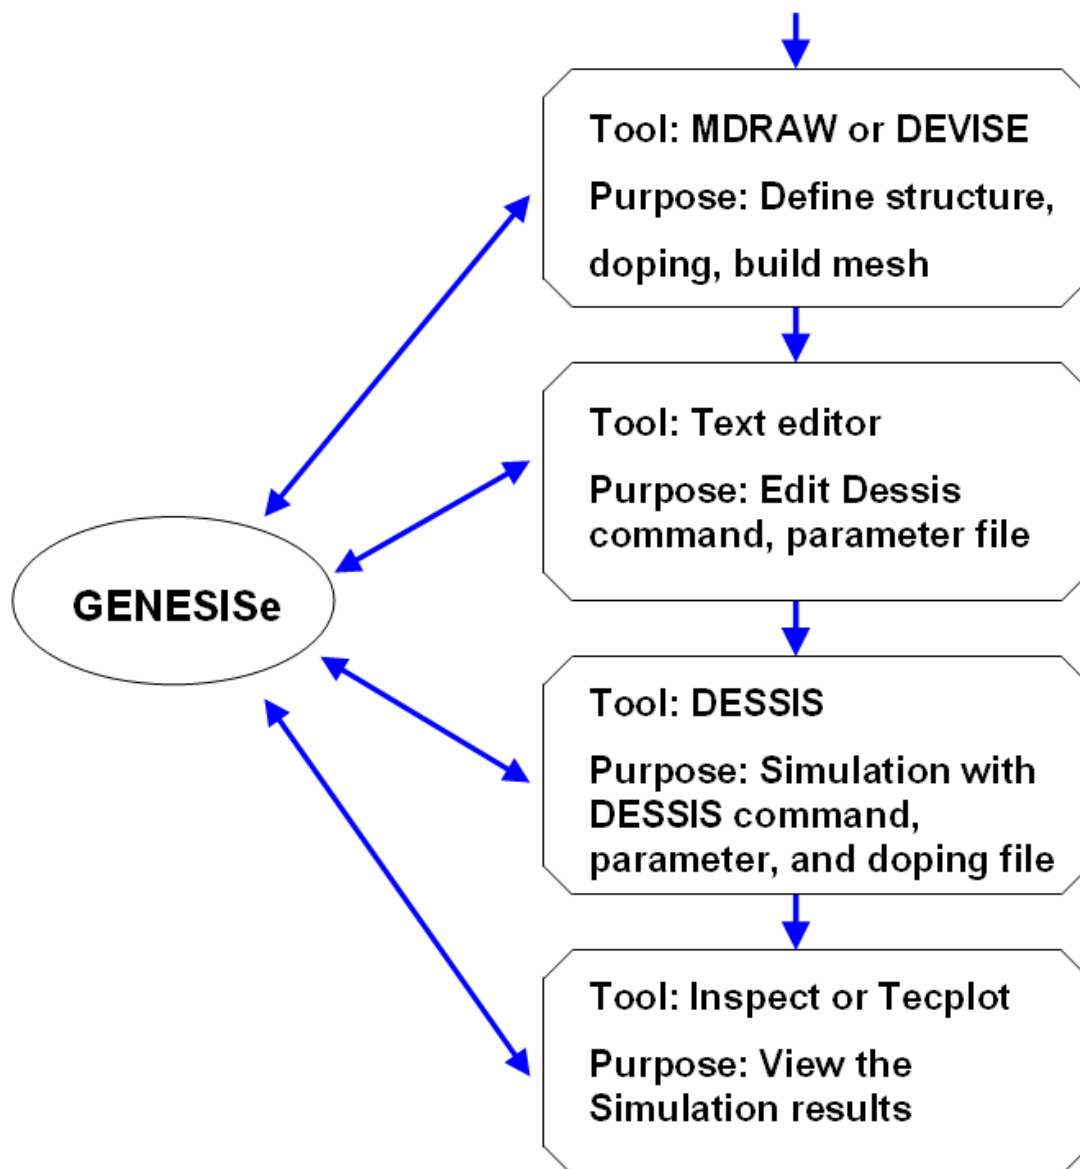 Tool: MDRAW or DEVISE
Purpose: Define structure,
doping, build mesh
Tool: Text editor
Purpose: Edit Dessis
command, parameter file
GENESISe
Tool: DESSIS
Purpose: Simulation with
DESSIS command,
parameter, and doping file
Tool: Inspect or Tecplot
Purpose: View the
Simulation results